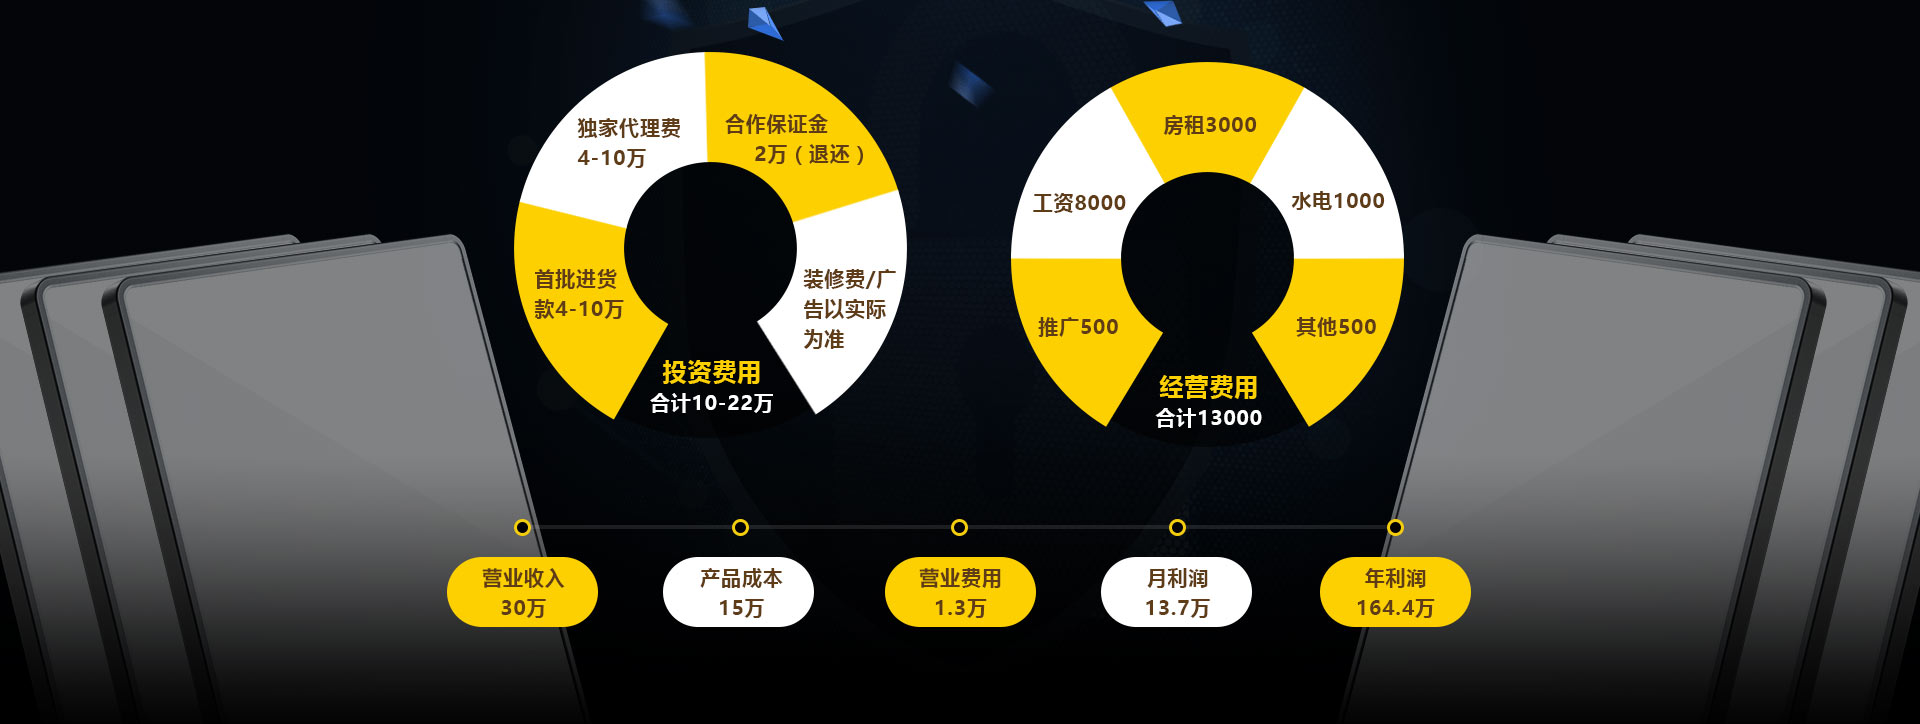 独家代理费
4-10万
合作保证金
2万（退还）
首批进货
款4-10万
装修费/广
告以实际
为准
投资费用
合计10-22万
房租3000
工资8000
水电1000
推广500
其他500
经营费用
合计13000
营业收入
30万
产品成本
15万
营业费用
1.3万
月利润
13.7万
年利润
164.4万